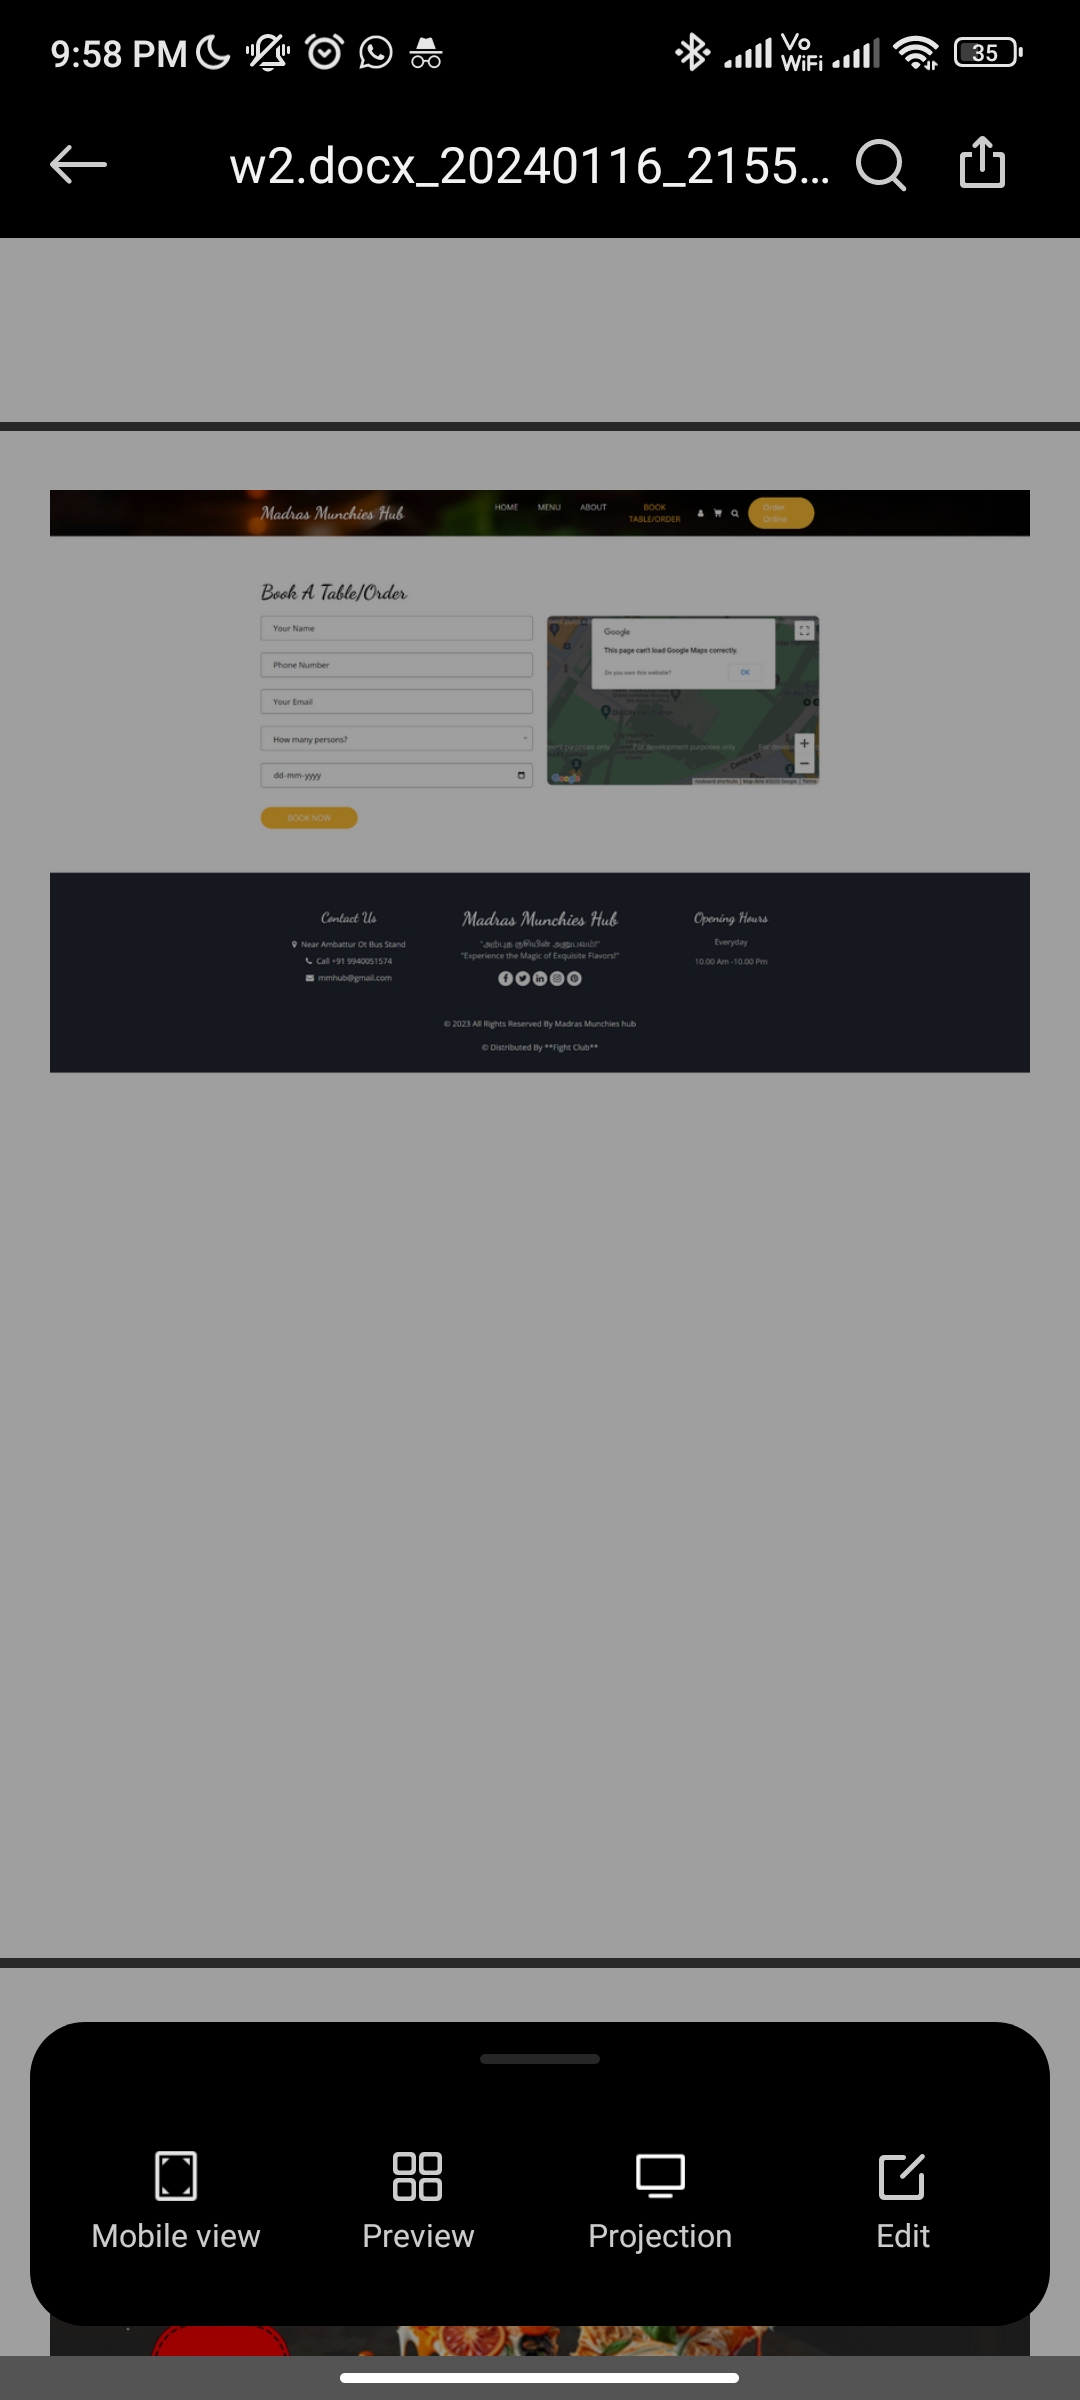 9:58 PM
Vo WiFi
35
w2.docx_20240116_2155...
Madras Munchies Hub
HOME MENU ABOUT BOOK TABLE/ORDER
Order Online
Book A Table/Order
Your Name
Phone Number
Your Email
How many persons?
dd-mm-yyyy
BOOK NOW
Google
This page can't load Google Maps correctly.
Do you own this website? OK
For development purposes only
Google
Contact Us
Near Ambattur Ot Bus Stand
Call +91 9940051574
mmhub@gmail.com
Madras Munchies Hub
"அற்புத ருசியின் அனுபவம்!"
"Experience the Magic of Exquisite Flavors!"
Opening Hours
Everyday
10.00 Am -10.00 Pm
© 2023 All Rights Reserved By Madras Munchies hub
© Distributed By **Fight Club**
Mobile view
Preview
Projection
Edit